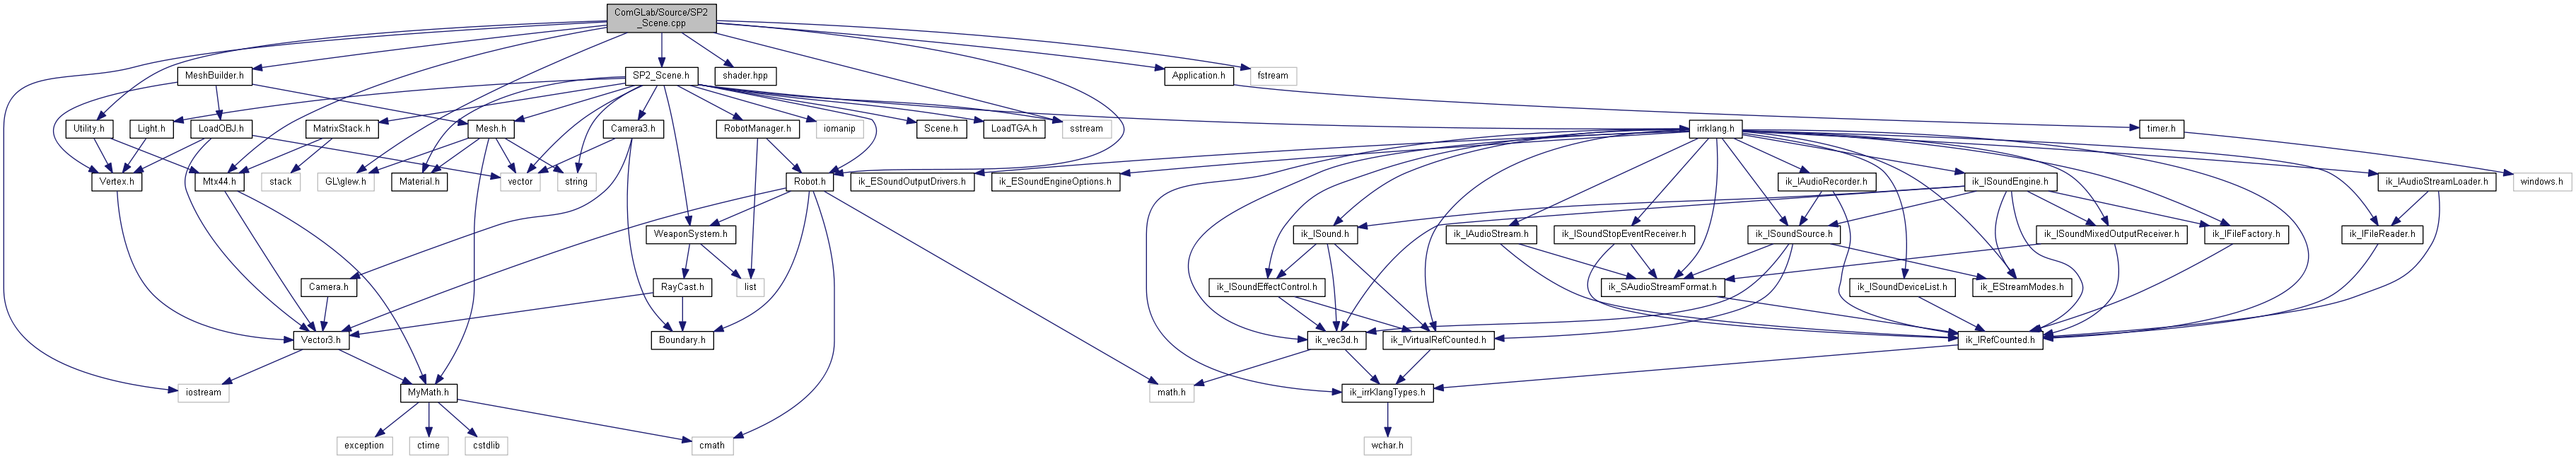 ComGLab/Source/SP2
_Scene.cpp
MeshBuilder.h
SP2_Scene.h
shader.hpp
Application.h
fstream
Utility.h
Light.h
LoadOBJ.h
MatrixStack.h
Mesh.h
Camera3.h
RobotManager.h
iomanip
Scene.h
LoadTGA.h
sstream
irrklang.h
timer.h
Vertex.h
Mtx44.h
stack
GL\glew.h
Material.h
vector
string
Robot.h
ik_ESoundOutputDrivers.h
ik_ESoundEngineOptions.h
ik_IAudioRecorder.h
ik_ISoundEngine.h
ik_IAudioStreamLoader.h
windows.h
WeaponSystem.h
ik_ISound.h
ik_IAudioStream.h
ik_ISoundStopEventReceiver.h
ik_ISoundSource.h
ik_ISoundMixedOutputReceiver.h
ik_IFileFactory.h
ik_IFileReader.h
Camera.h
RayCast.h
list
ik_ISoundEffectControl.h
ik_SAudioStreamFormat.h
ik_ISoundDeviceList.h
ik_EStreamModes.h
Vector3.h
Boundary.h
ik_vec3d.h
ik_IVirtualRefCounted.h
ik_IRefCounted.h
iostream
MyMath.h
math.h
ik_irrKlangTypes.h
exception
ctime
cstdlib
cmath
wchar.h